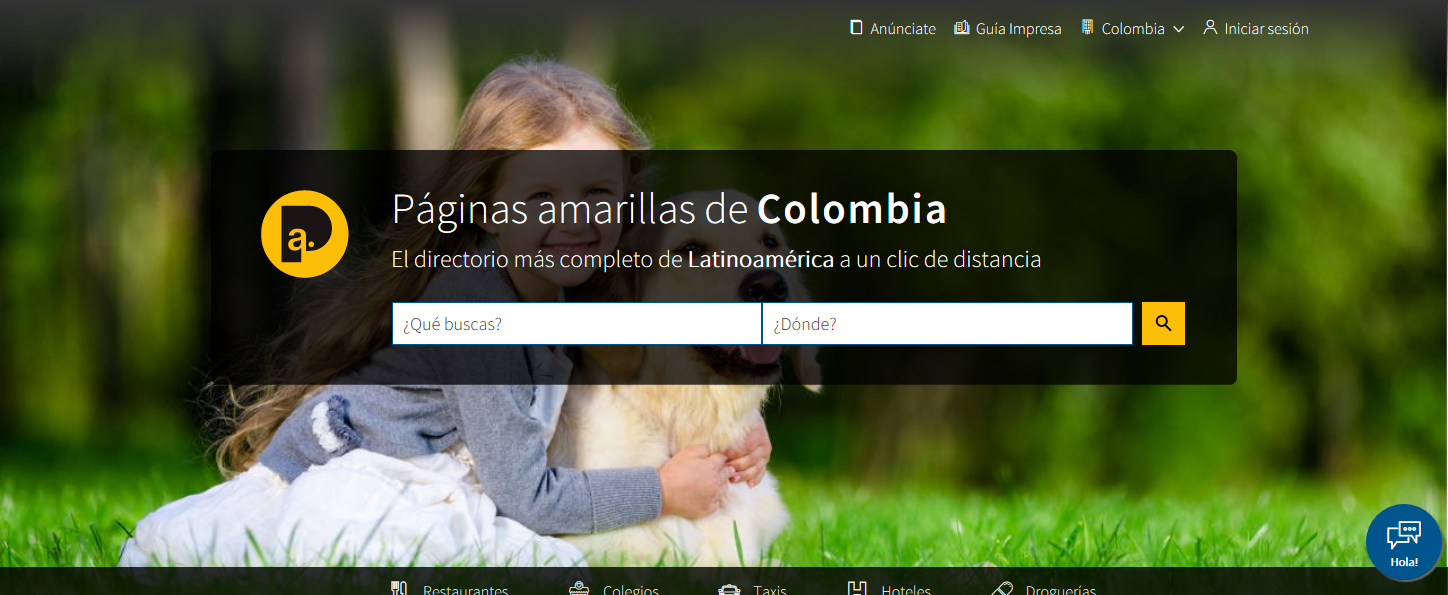 Anúnciate Guía Impresa Colombia Iniciar sesión
a.
Páginas amarillas de Colombia
El directorio más completo de Latinoamérica a un clic de distancia
¿Qué buscas? ¿Dónde?
Hola!
Restaurantes Colegios Taxis Hoteles Droguerías